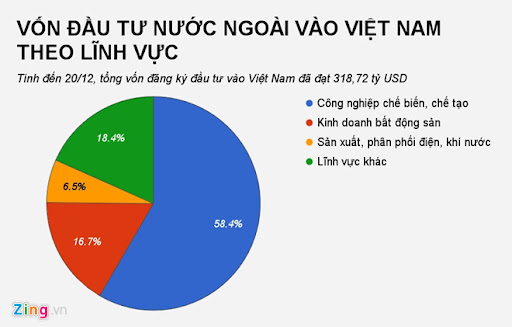 VỐN ĐẦU TƯ NƯỚC NGOÀI VÀO VIỆT NAM
THEO LĨNH VỰC
Tính đến 20/12, tổng vốn đăng ký đầu tư vào Việt Nam đã đạt 318,72 tỷ USD
Công nghiệp chế biến, chế tạo
Kinh doanh bất động sản
Sản xuất, phân phối điện, khí nước
Lĩnh vực khác
18.4%
6.5%
16.7%
58.4%
Zing.vn